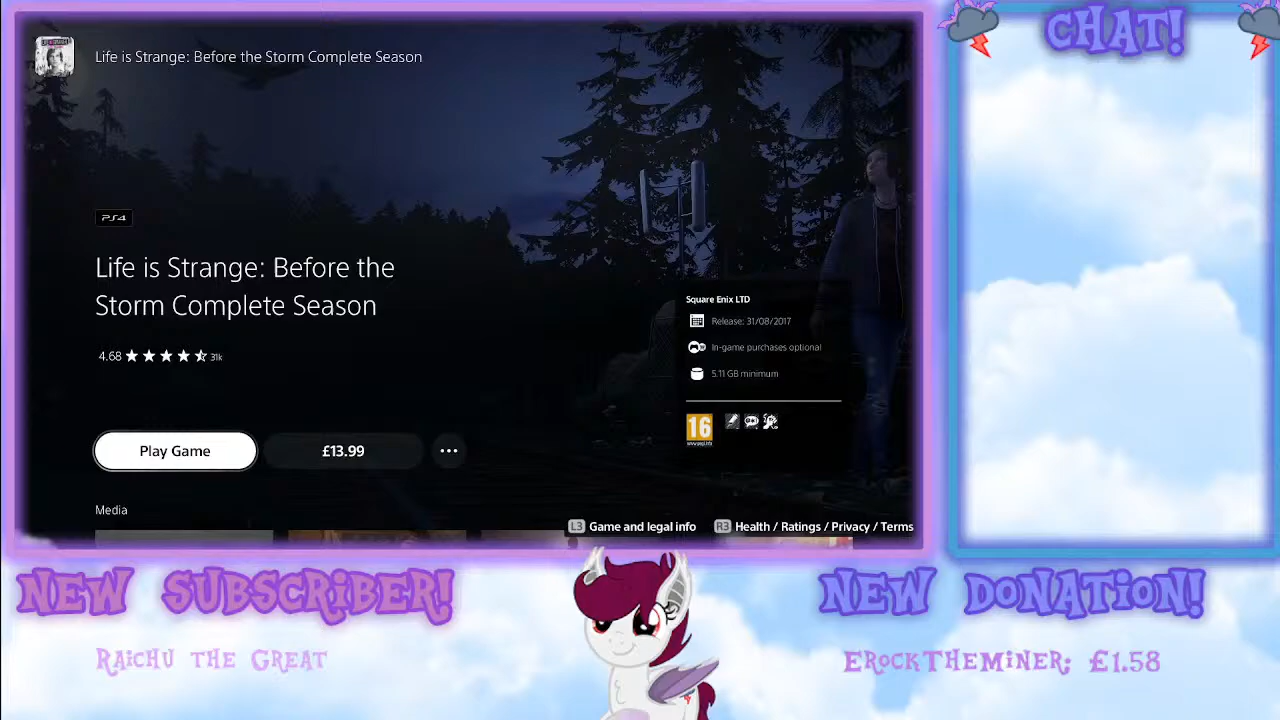 Life is Strange: Before the Storm Complete Season
CHAT!
PS4
Life is Strange: Before the
Storm Complete Season
4.68 31k
Square Enix LTD
Release: 31/08/2017
In-game purchases optional
5.11 GB minimum
16
www.pegi.info
Play Game
£13.99
•••
Media
L3 Game and legal info
R3 Health / Ratings / Privacy / Terms
NEW SUBSCRIBER!
NEW DONATION!
RAICHU THE GREAT
EROCKTHEMINER: £1.58